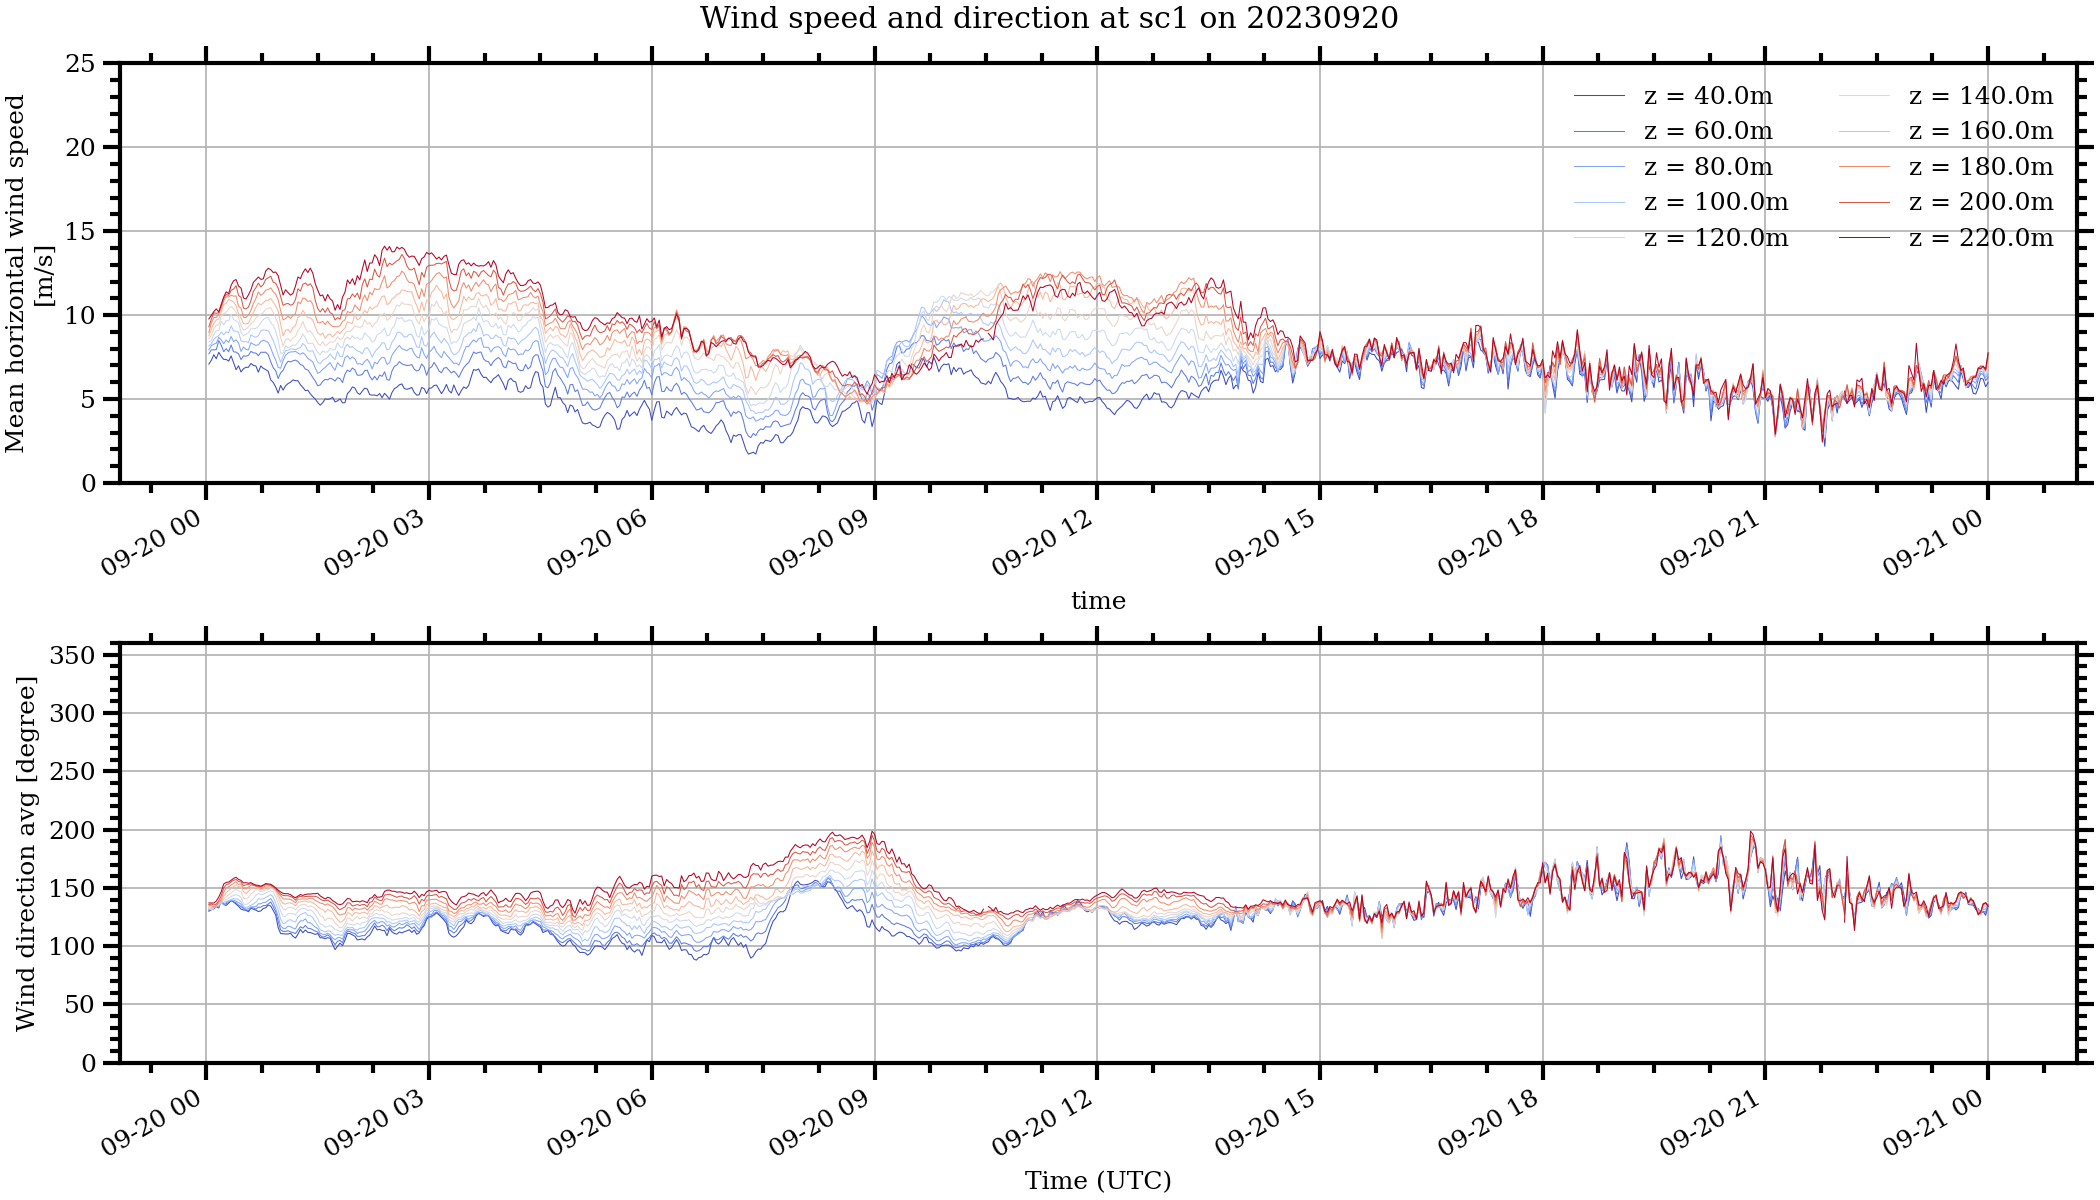 Wind speed and direction at sc1 on 20230920
Mean horizontal wind speed
[m/s]
25
20
15
10
5
0
z = 40.0m
z = 60.0m
z = 80.0m
z = 100.0m
z = 120.0m
z = 140.0m
z = 160.0m
z = 180.0m
z = 200.0m
z = 220.0m
09-20 00
09-20 03
09-20 06
09-20 09
09-20 12
09-20 15
09-20 18
09-20 21
09-21 00
time
Wind direction avg [degree]
350
300
250
200
150
100
50
0
09-20 00
09-20 03
09-20 06
09-20 09
09-20 12
09-20 15
09-20 18
09-20 21
09-21 00
Time (UTC)